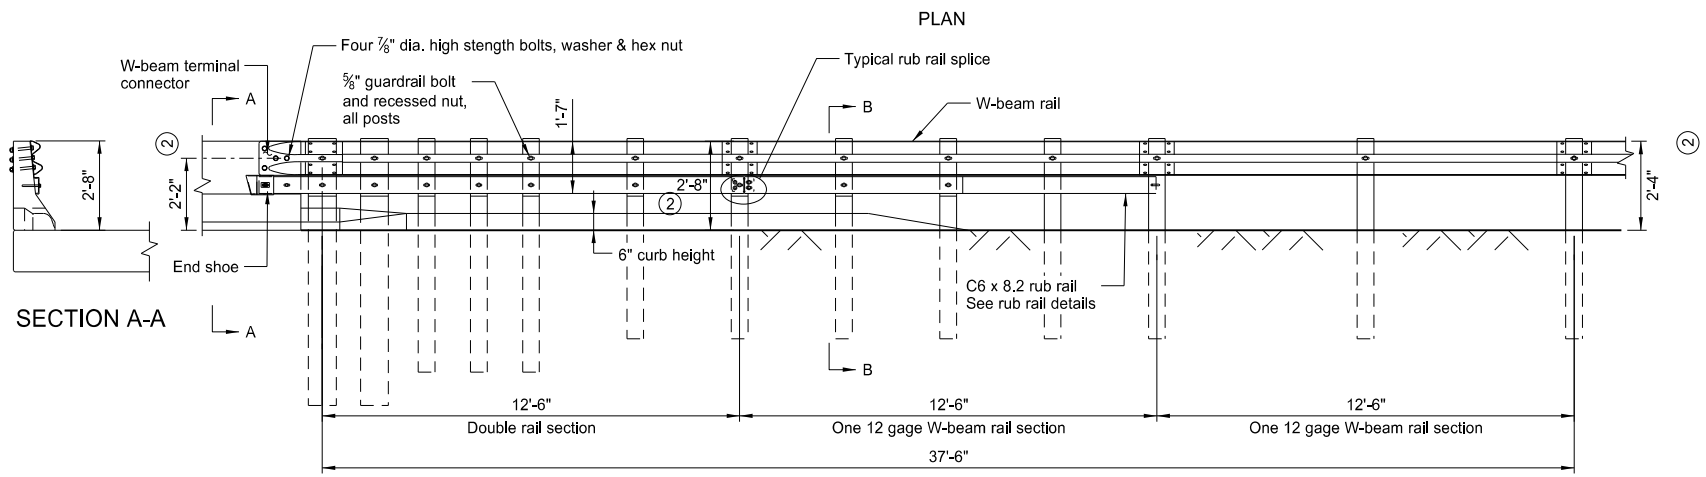 PLAN
Four ⅞" dia. high stength bolts, washer & hex nut
W-beam terminal
connector
⅝" guardrail bolt
and recessed nut,
all posts
Typical rub rail splice
W-beam rail
A
B
1'-7"
2
2
2'-8"
2'-2"
2'-8"
2
2'-4"
End shoe
6" curb height
C6 x 8.2 rub rail
See rub rail details
SECTION A-A
A
B
12'-6"
12'-6"
12'-6"
Double rail section
One 12 gage W-beam rail section
One 12 gage W-beam rail section
37'-6"